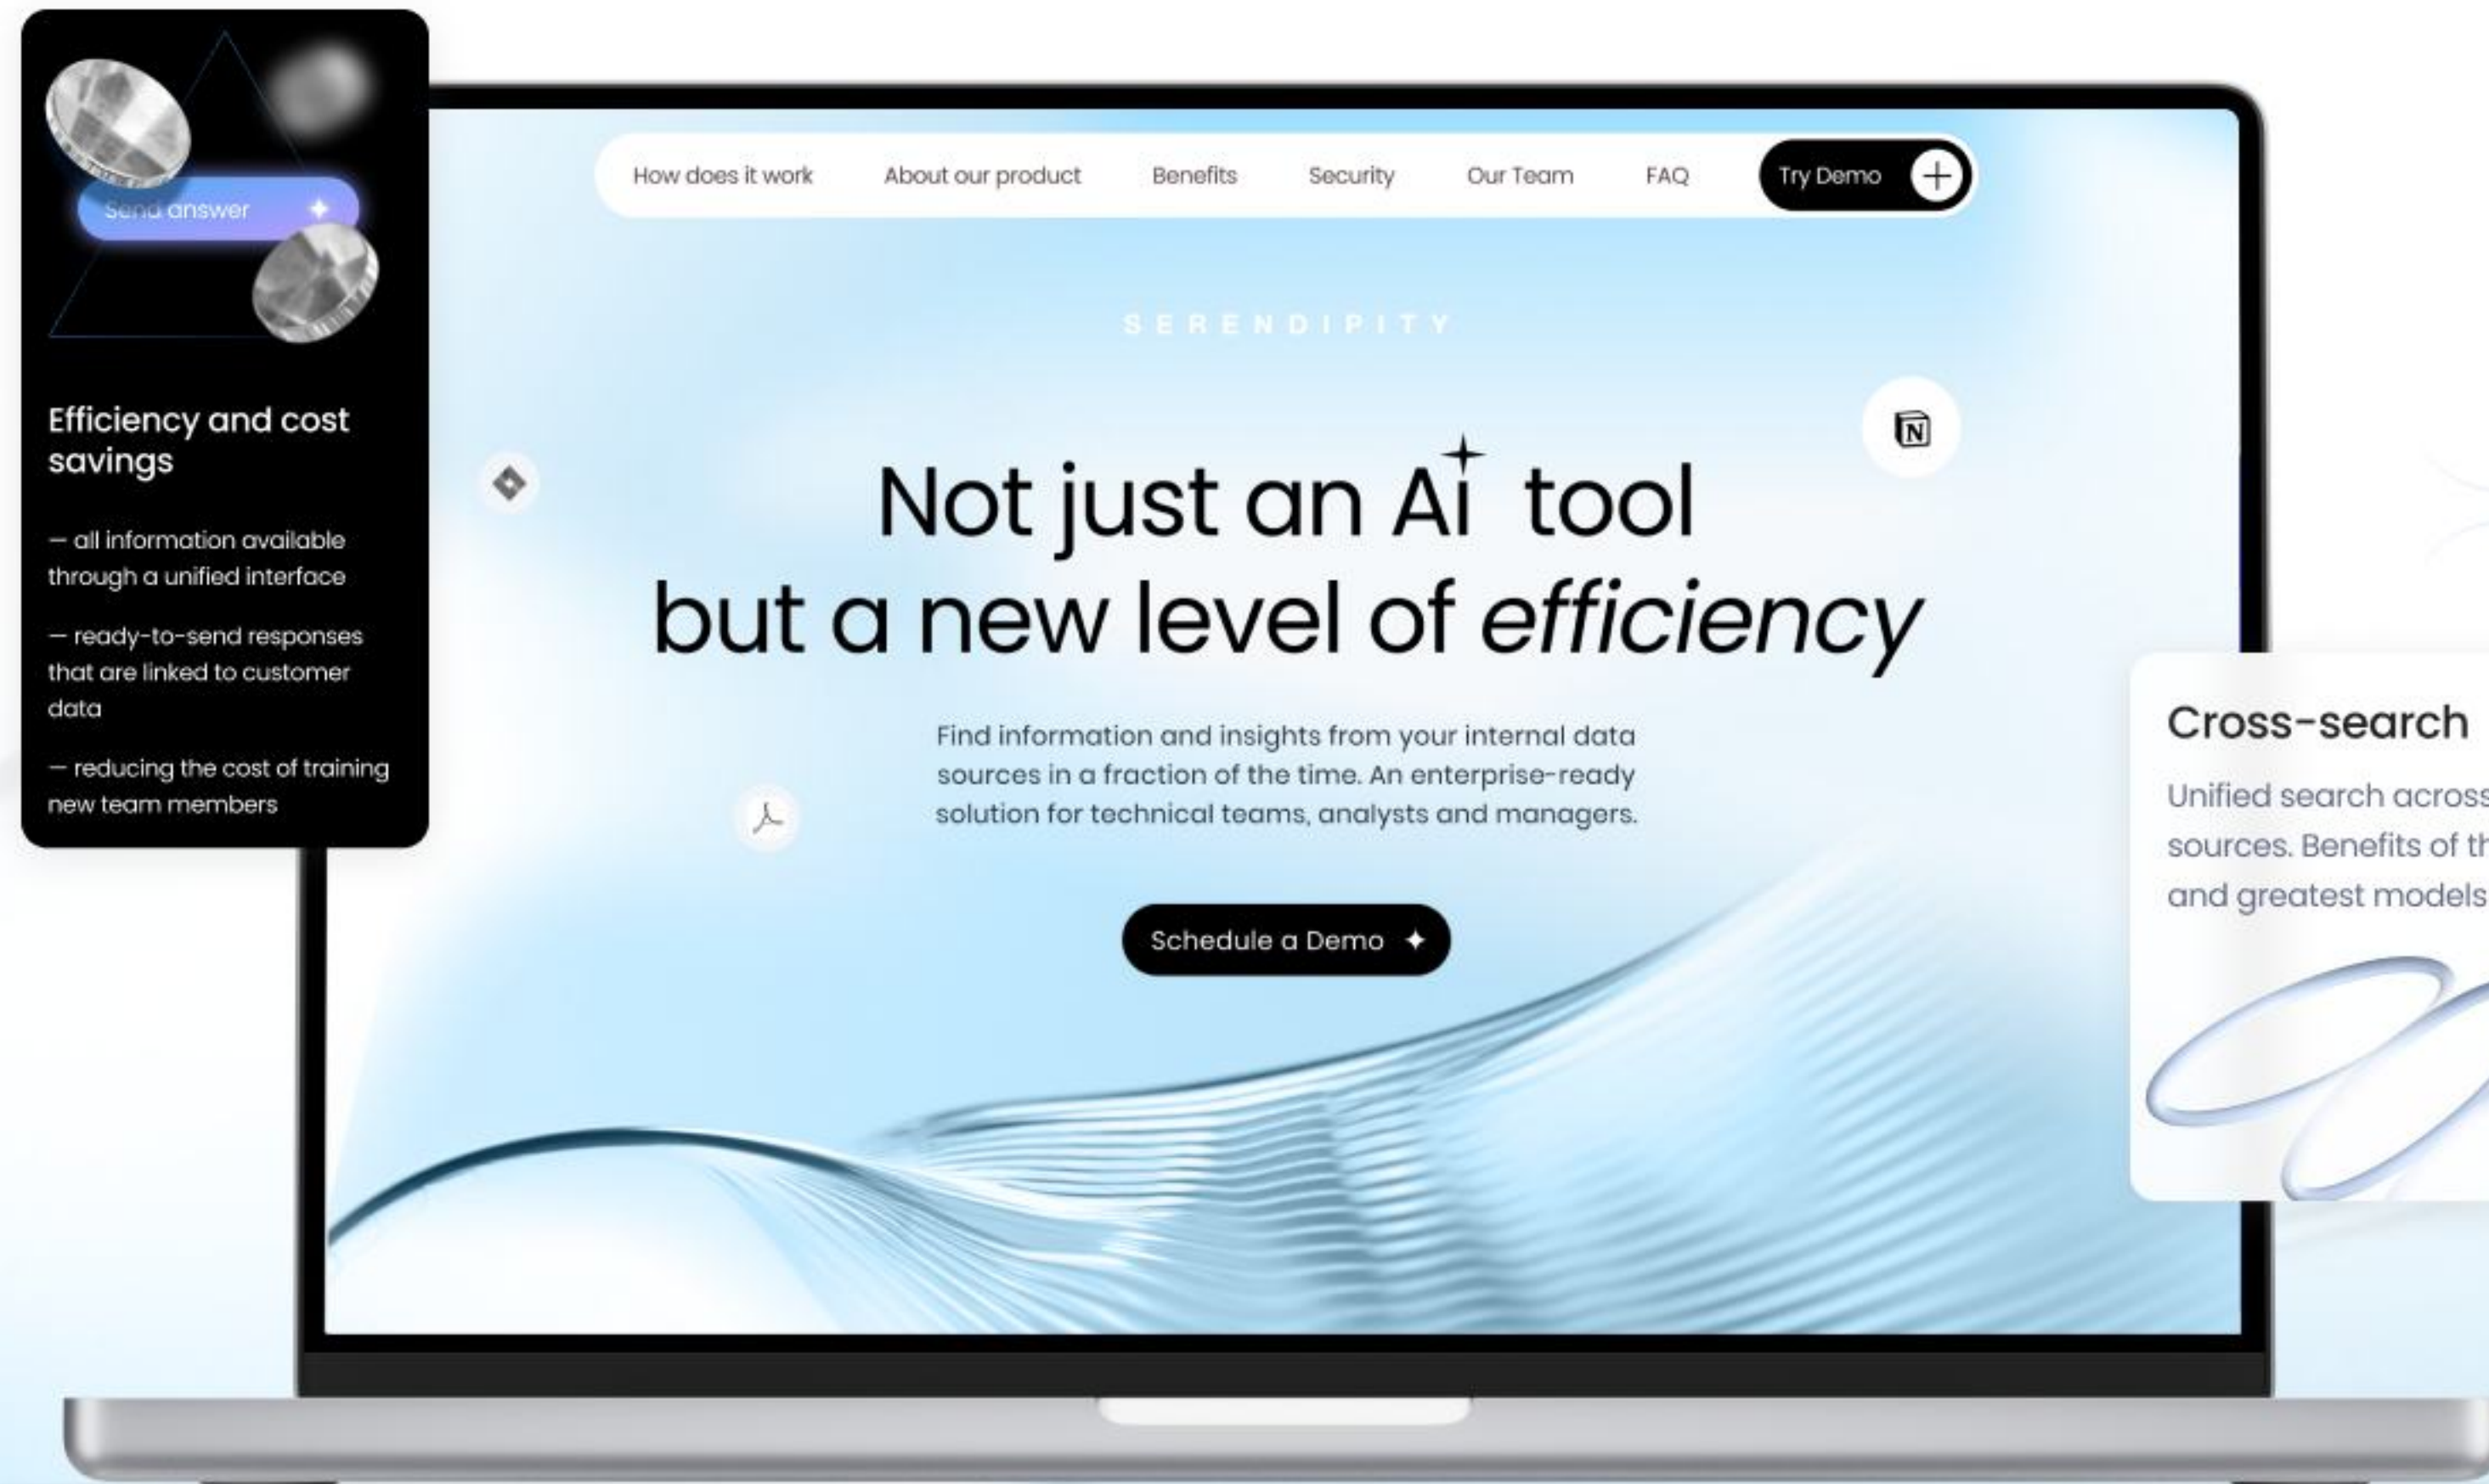 Send answer
Efficiency and cost
savings
— all information available
through a unified interface
— ready-to-send responses
that are linked to customer
data
— reducing the cost of training
new team members
How does it work
About our product
Benefits
Security
Our Team
FAQ
Try Demo
SERENDIPITY
N
Not just an Ai tool
but a new level of efficiency
Find information and insights from your internal data
sources in a fraction of the time. An enterprise-ready
solution for technical teams, analysts and managers.
Schedule a Demo
Cross-search
Unified search across
sources. Benefits of
and greatest models